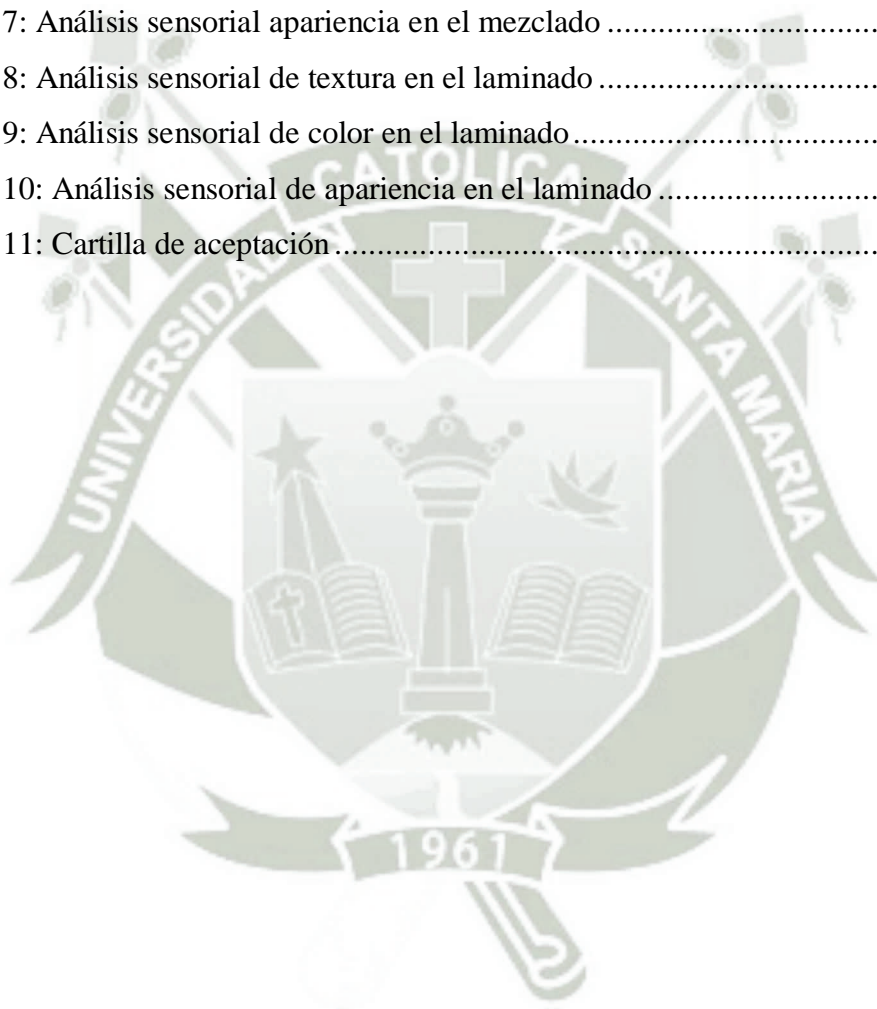 7: Análisis sensorial apariencia en el mezclado ..............................
8: Análisis sensorial de textura en el laminado ...............................
9: Análisis sensorial de color en el laminado..................................
10: Análisis sensorial de apariencia en el laminado ........................
11: Cartilla de aceptación ................................................................
UNIVERSIDAD CATOLICA SANTA MARIA
1961